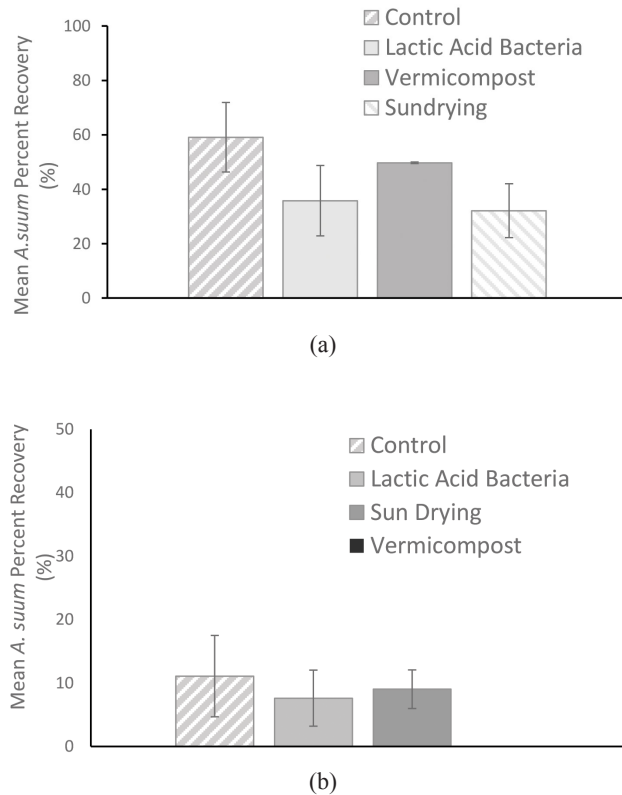 100
80
60
40
20
0
Mean A.suum Percent Recovery
(%)
Control
Lactic Acid Bacteria
Vermicompost
Sundrying
(a)
50
40
30
20
10
0
Mean A. suum Percent Recovery
(%)
Control
Lactic Acid Bacteria
Sun Drying
Vermicompost
(b)